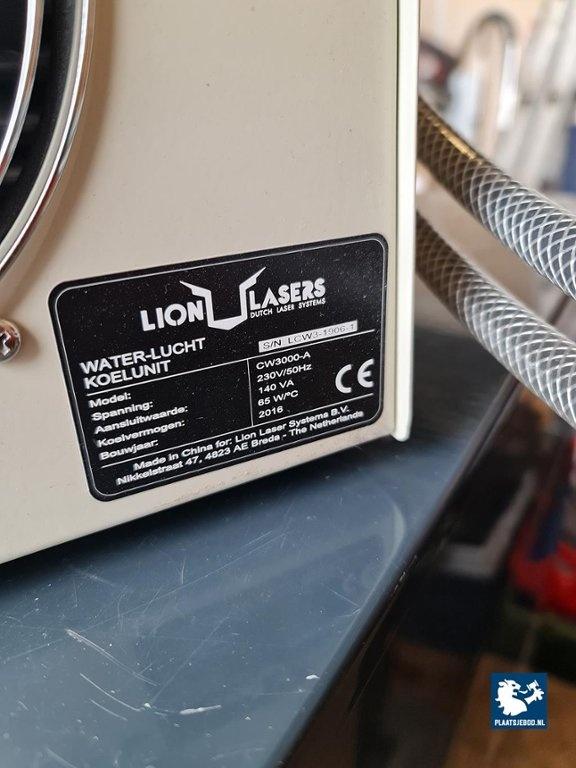 LION LASERS
DUTCH LASER SYSTEMS
WATER-LUCHT
KOELUNIT
S/N LCW3-1906-1
Model: CW3000-A
Spanning: 230V/50Hz
Aansluitwaarde: 140 VA
Koelvermogen: 65 W/°C
Bouwjaar: 2016
CE
Made in China for: Lion Laser Systems B.V.
Nikkelstraat 47, 4823 AE Breda - The Netherlands
PLAATSJEBOD.NL